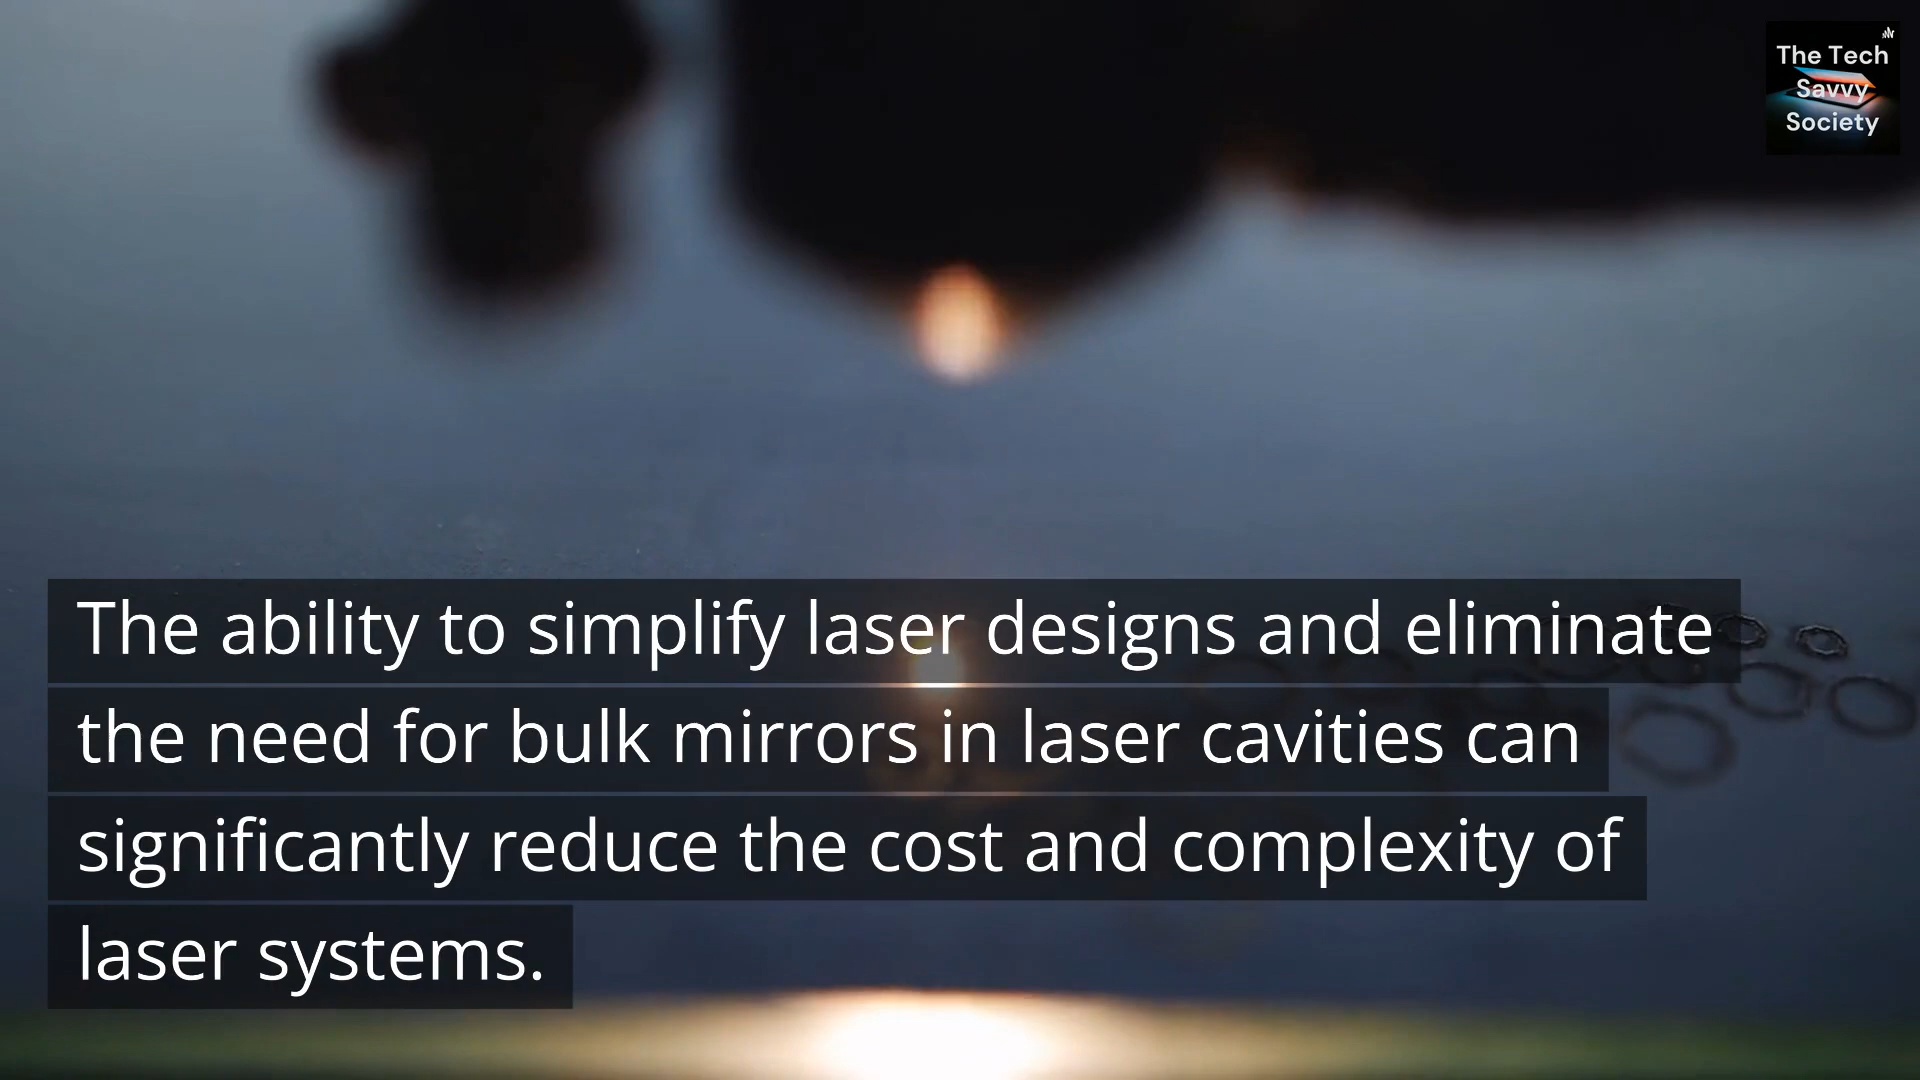 The Tech
Savvy
Society
The ability to simplify laser designs and eliminate
the need for bulk mirrors in laser cavities can
significantly reduce the cost and complexity of
laser systems.